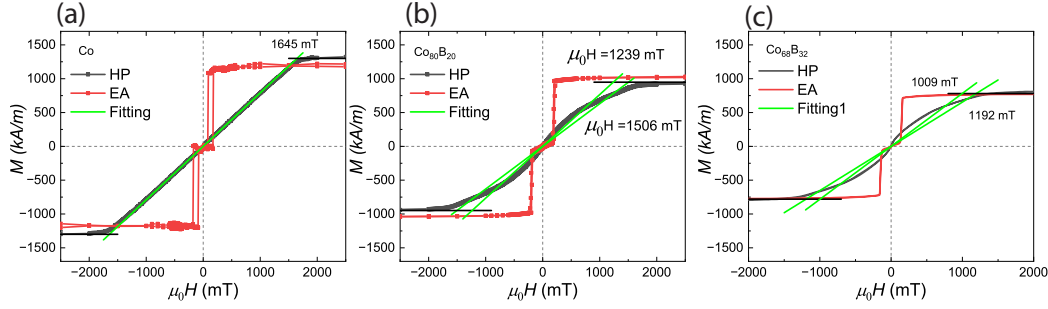 (a)
1500
1000
500
0
−500
−1000
−1500
M (kA/m)
Co
HP
EA
Fitting
1645 mT
−2000 −1000 0 1000 2000
μ₀H (mT)
(b)
1500
1000
500
0
−500
−1000
−1500
M (kA/m)
Co₈₀B₂₀
HP
EA
Fitting
μ₀H =1239 mT
μ₀H =1506 mT
−2000 −1000 0 1000 2000
μ₀H (mT)
(c)
1500
1000
500
0
−500
−1000
−1500
M (kA/m)
Co₆₈B₃₂
HP
EA
Fitting1
1009 mT
1192 mT
−2000 −1000 0 1000 2000
μ₀H (mT)